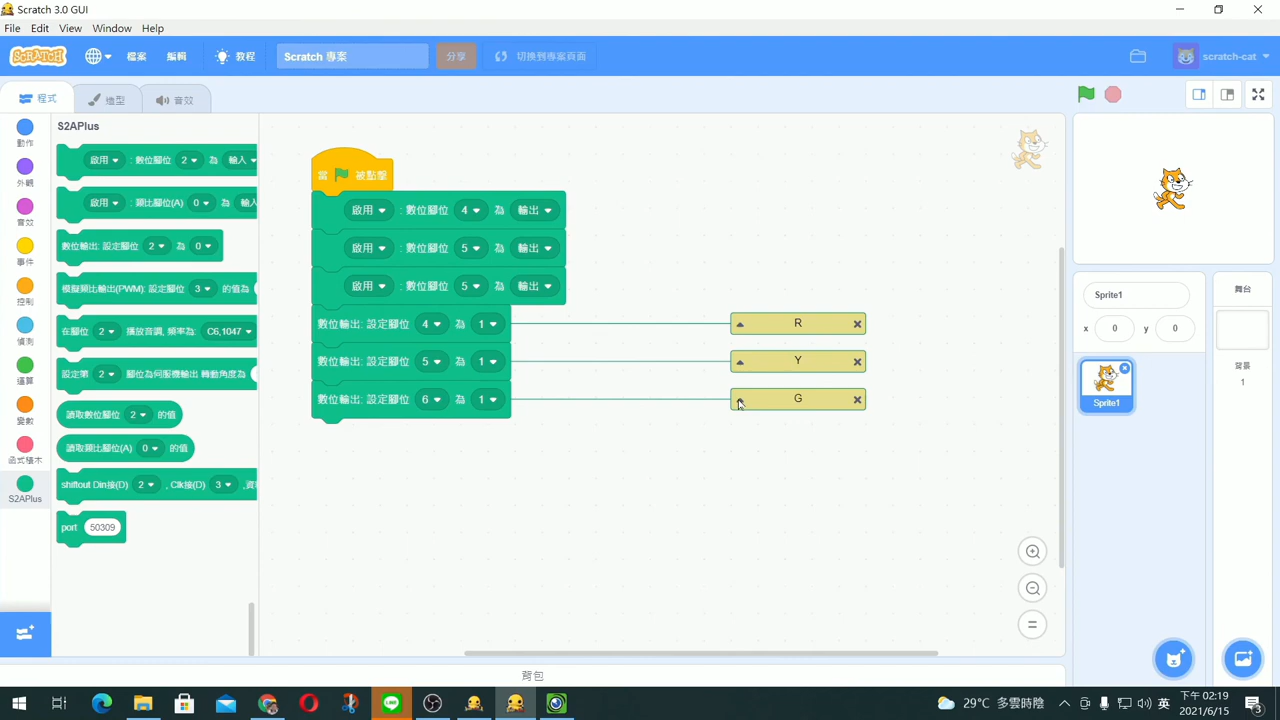 Scratch 3.0 GUI
File Edit View Window Help
SCRATCH 檔案 編輯 教程 Scratch 專案 分享 切換到專案頁面 scratch-cat
程式 造型 音效
動作
外觀
音效
事件
控制
偵測
運算
變數
函式積木
S2APlus
S2APlus
啟用 : 數位腳位 2 為 輸入
啟用 : 類比腳位(A) 0 為 輸入
數位輸出: 設定腳位 2 為 0
模擬類比輸出(PWM): 設定腳位 3 的值為
在腳位 2 播放音調, 頻率為: C6,1047
設定第 2 腳位為伺服機輸出 轉動角度為
讀取數位腳位 2 的值
讀取類比腳位(A) 0 的值
shiftout Din接(D) 2 , Clk接(D) 3
port 50309
當 被點擊
啟用 : 數位腳位 4 為 輸出
啟用 : 數位腳位 5 為 輸出
啟用 : 數位腳位 5 為 輸出
數位輸出: 設定腳位 4 為 1 R
數位輸出: 設定腳位 5 為 1 Y
數位輸出: 設定腳位 6 為 1 G
背包
Sprite1
x 0 y 0
Sprite1
舞台
背景
1
29°C 多雲時陰 英 下午 02:19
2021/6/15
3